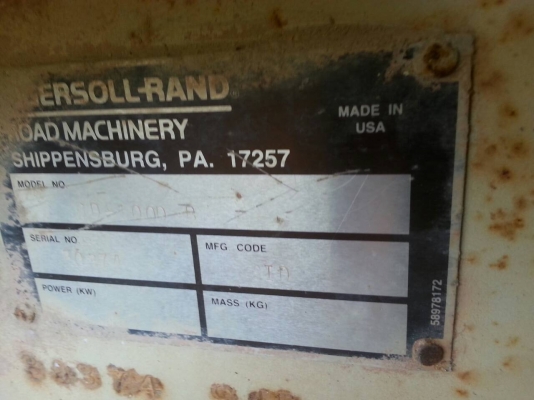 GERSOLL-RAND
ROAD MACHINERY
SHIPPENSBURG, PA. 17257
MADE IN
USA
MODEL NO.
SERIAL NO.
MFG CODE
POWER (KW)
MASS (KG)
58978172